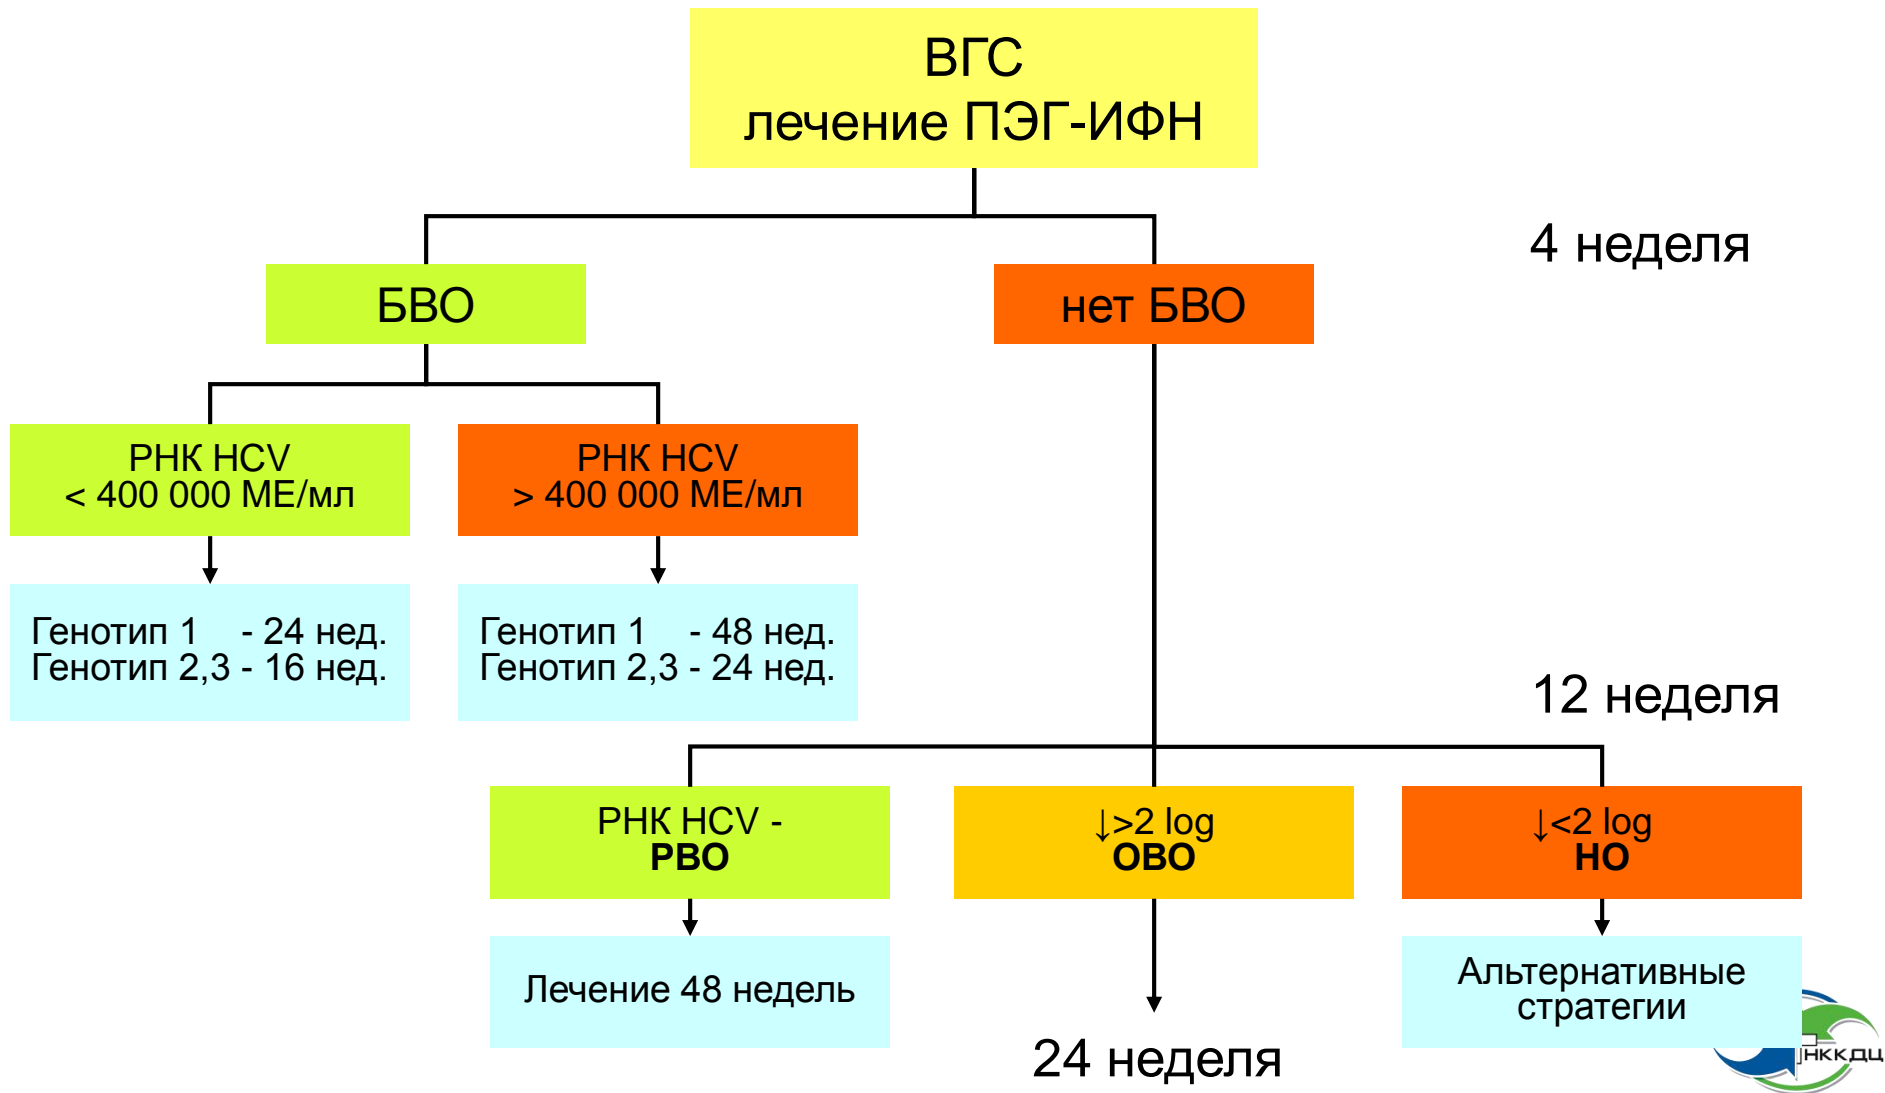 ВГС
лечение ПЭГ-ИФН
4 неделя
БВО
нет БВО
РНК HCV
< 400 000 МЕ/мл
РНК HCV
> 400 000 МЕ/мл
Генотип 1 - 24 нед.
Генотип 2,3 - 16 нед.
Генотип 1 - 48 нед.
Генотип 2,3 - 24 нед.
12 неделя
РНК HCV -
РВО
↓>2 log
ОВО
↓<2 log
НО
Лечение 48 недель
Альтернативные
стратегии
24 неделя
НККДЦ